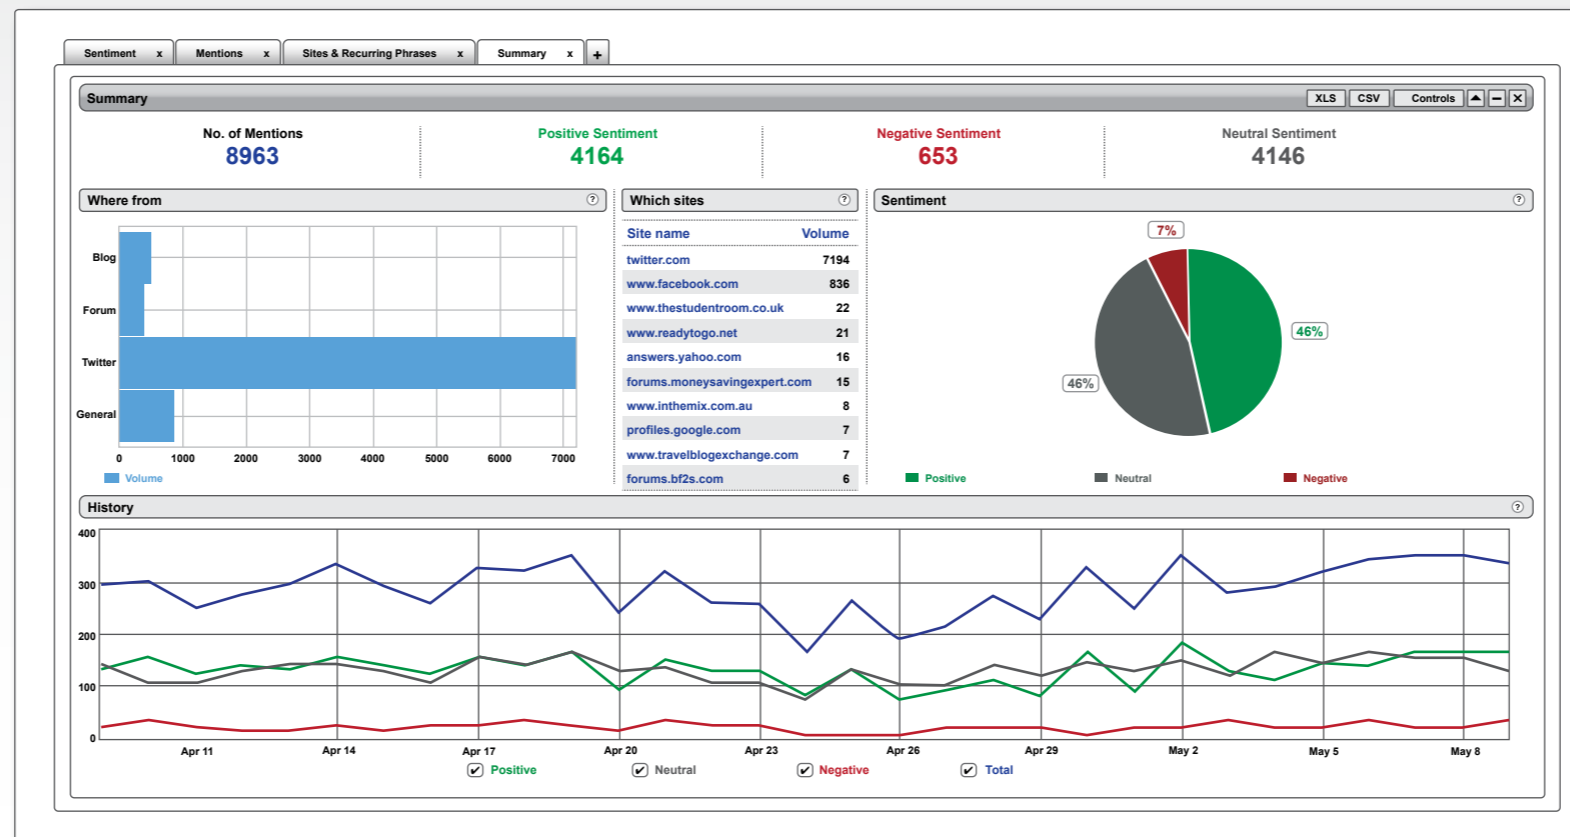 Sentiment x Mentions x Sites & Recurring Phrases x Summary x +
Summary XLS CSV Controls
No. of Mentions Positive Sentiment Negative Sentiment Neutral Sentiment
8963 4164 653 4146
Where from ? Which sites ? Sentiment ?
Site name Volume
twitter.com 7194
www.facebook.com 836
www.thestudentroom.co.uk 22
www.readytogo.net 21
answers.yahoo.com 16
forums.moneysavingexpert.com 15
www.inthemix.com.au 8
profiles.google.com 7
www.travelblogexchange.com 7
forums.bf2s.com 6
Blog
Forum
Twitter
General
0 1000 2000 3000 4000 5000 6000 7000
Volume
7%
46%
46%
Positive Neutral Negative
History ?
400
300
200
100
0
Apr 11 Apr 14 Apr 17 Apr 20 Apr 23 Apr 26 Apr 29 May 2 May 5 May 8
Positive Neutral Negative Total